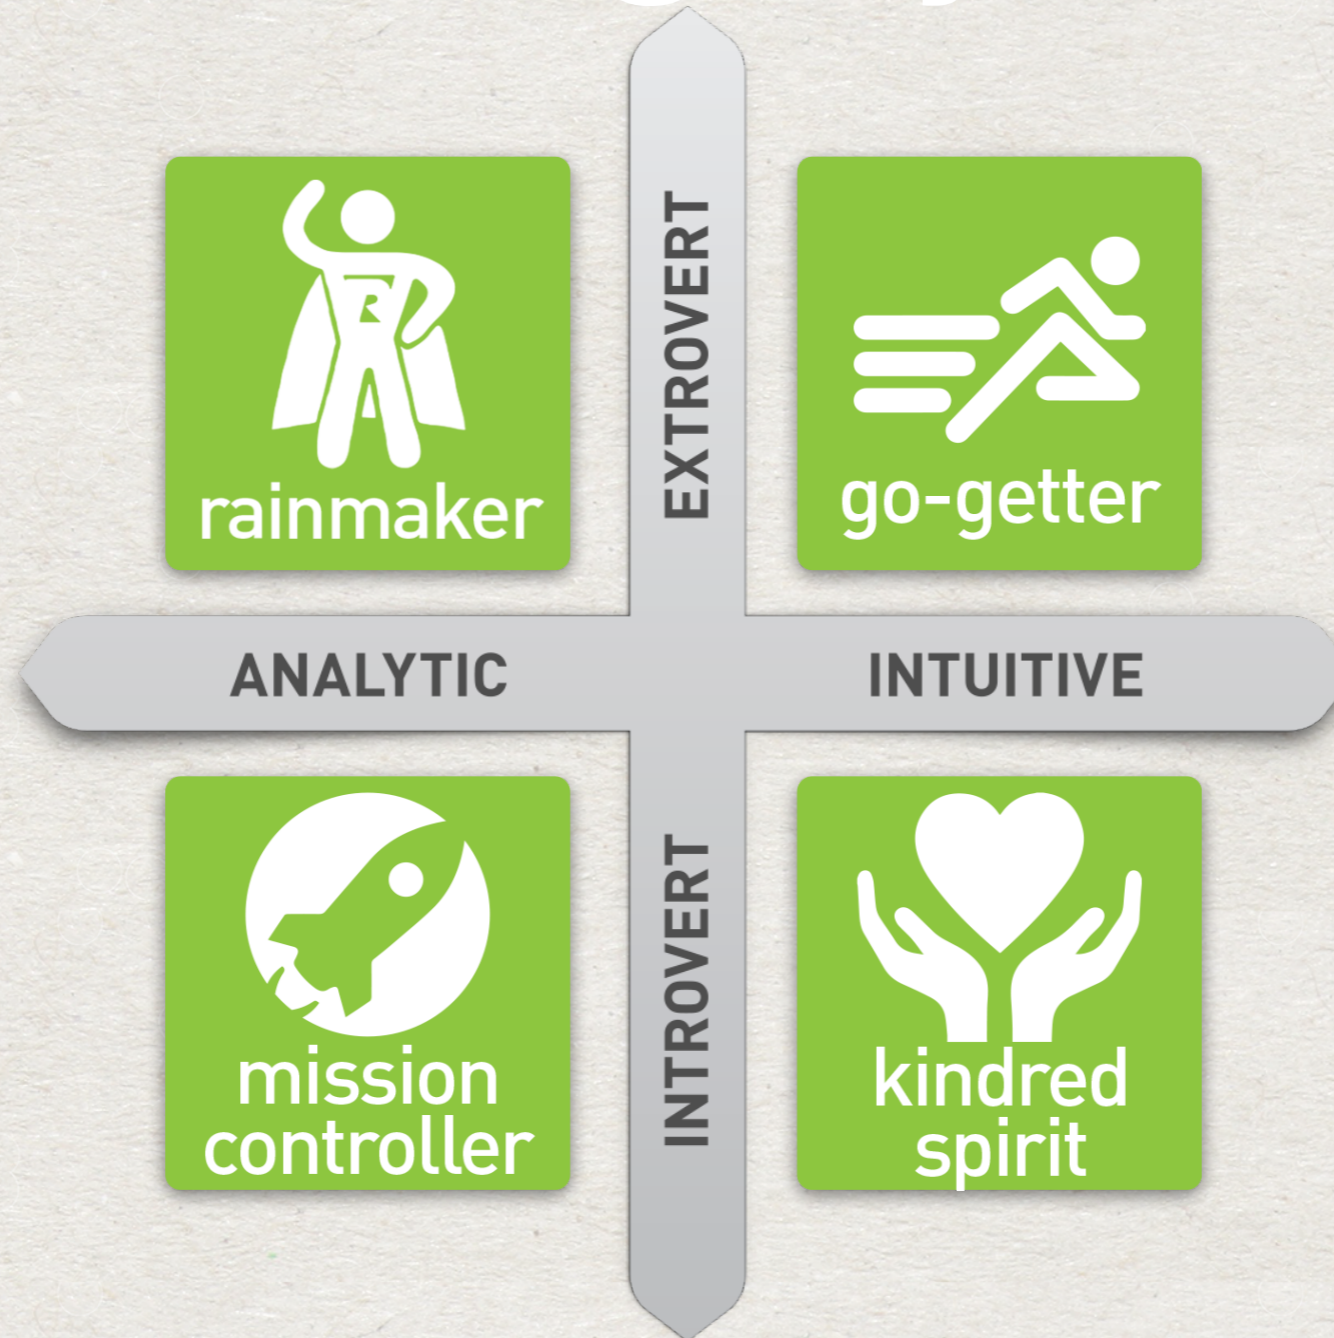 EXTROVERT
R
rainmaker
go-getter
ANALYTIC
INTUITIVE
INTROVERT
mission
controller
kindred
spirit